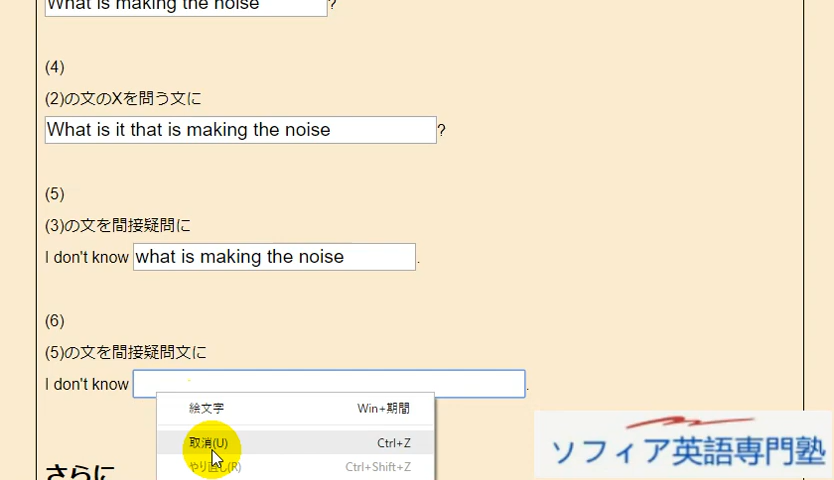 What is making the noise ?
(4)
(2)の文のXを問う文に
What is it that is making the noise ?
(5)
(3)の文を間接疑問に
I don't know what is making the noise .
(6)
(5)の文を間接疑問文に
I don't know .
絵文字 Win+期間
取消(U) Ctrl+Z
やり直し(R) Ctrl+Shift+Z
ソフィア英語専門塾
さらに